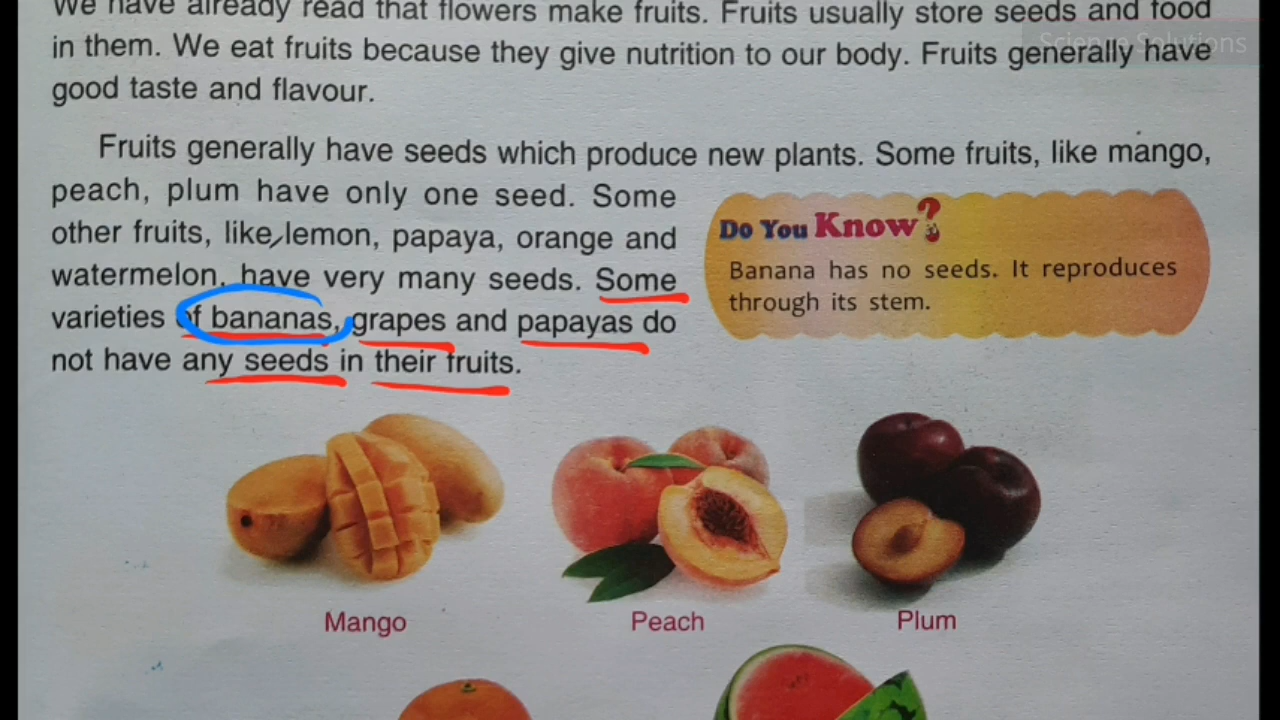 We have already read that flowers make fruits. Fruits usually store seeds and food
in them. We eat fruits because they give nutrition to our body. Fruits generally have
good taste and flavour.
Fruits generally have seeds which produce new plants. Some fruits, like mango,
peach, plum have only one seed. Some
other fruits, like lemon, papaya, orange and
watermelon, have very many seeds. Some
varieties of bananas, grapes and papayas do
not have any seeds in their fruits.
Do You Know?
Banana has no seeds. It reproduces
through its stem.
Mango
Peach
Plum
Science Solutions